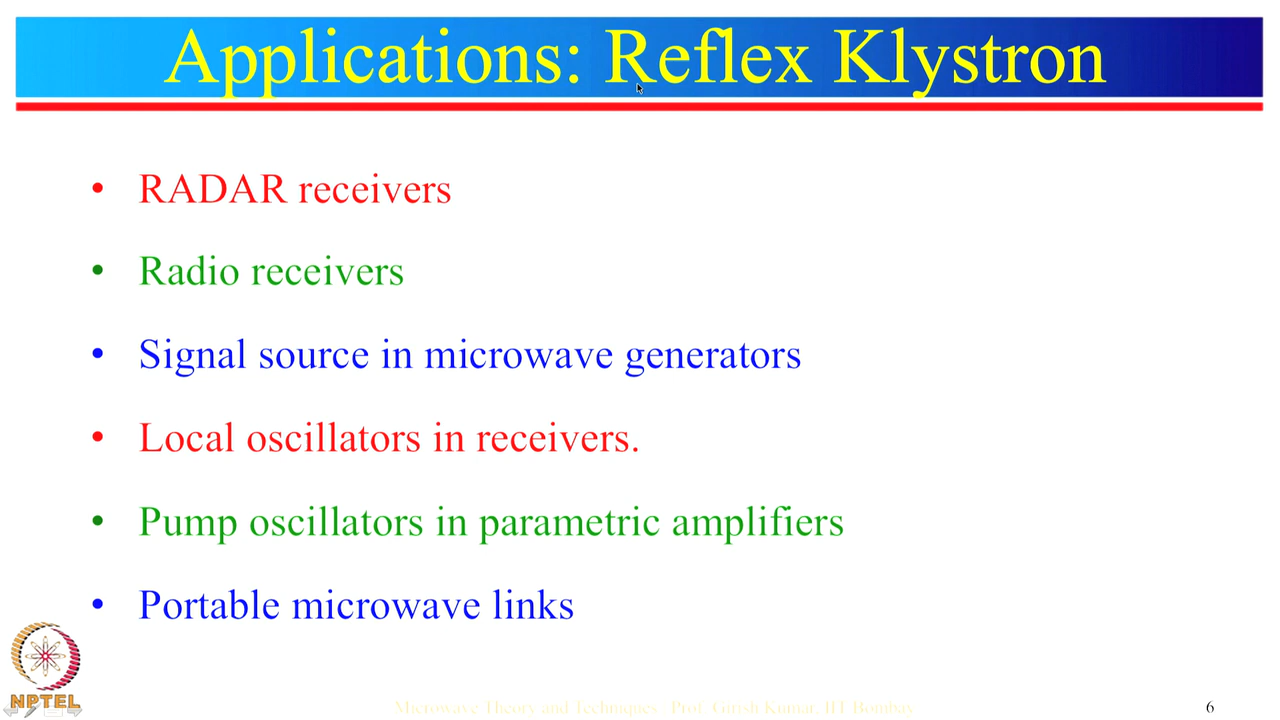 Applications: Reflex Klystron
• RADAR receivers
• Radio receivers
• Signal source in microwave generators
• Local oscillators in receivers.
• Pump oscillators in parametric amplifiers
• Portable microwave links
NPTEL
Microwave Theory and Techniques : Prof. Girish Kumar, IIT Bombay
6